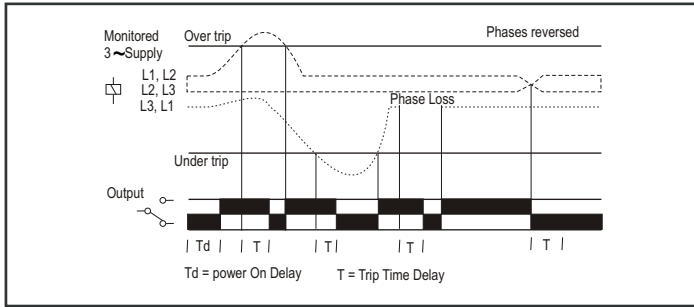 Monitored
3~Supply
Over trip
Phases reversed
L1, L2
L2, L3
L3, L1
Phase Loss
Under trip
Output
Td
T
T
T
T
Td = power On Delay
T = Trip Time Delay